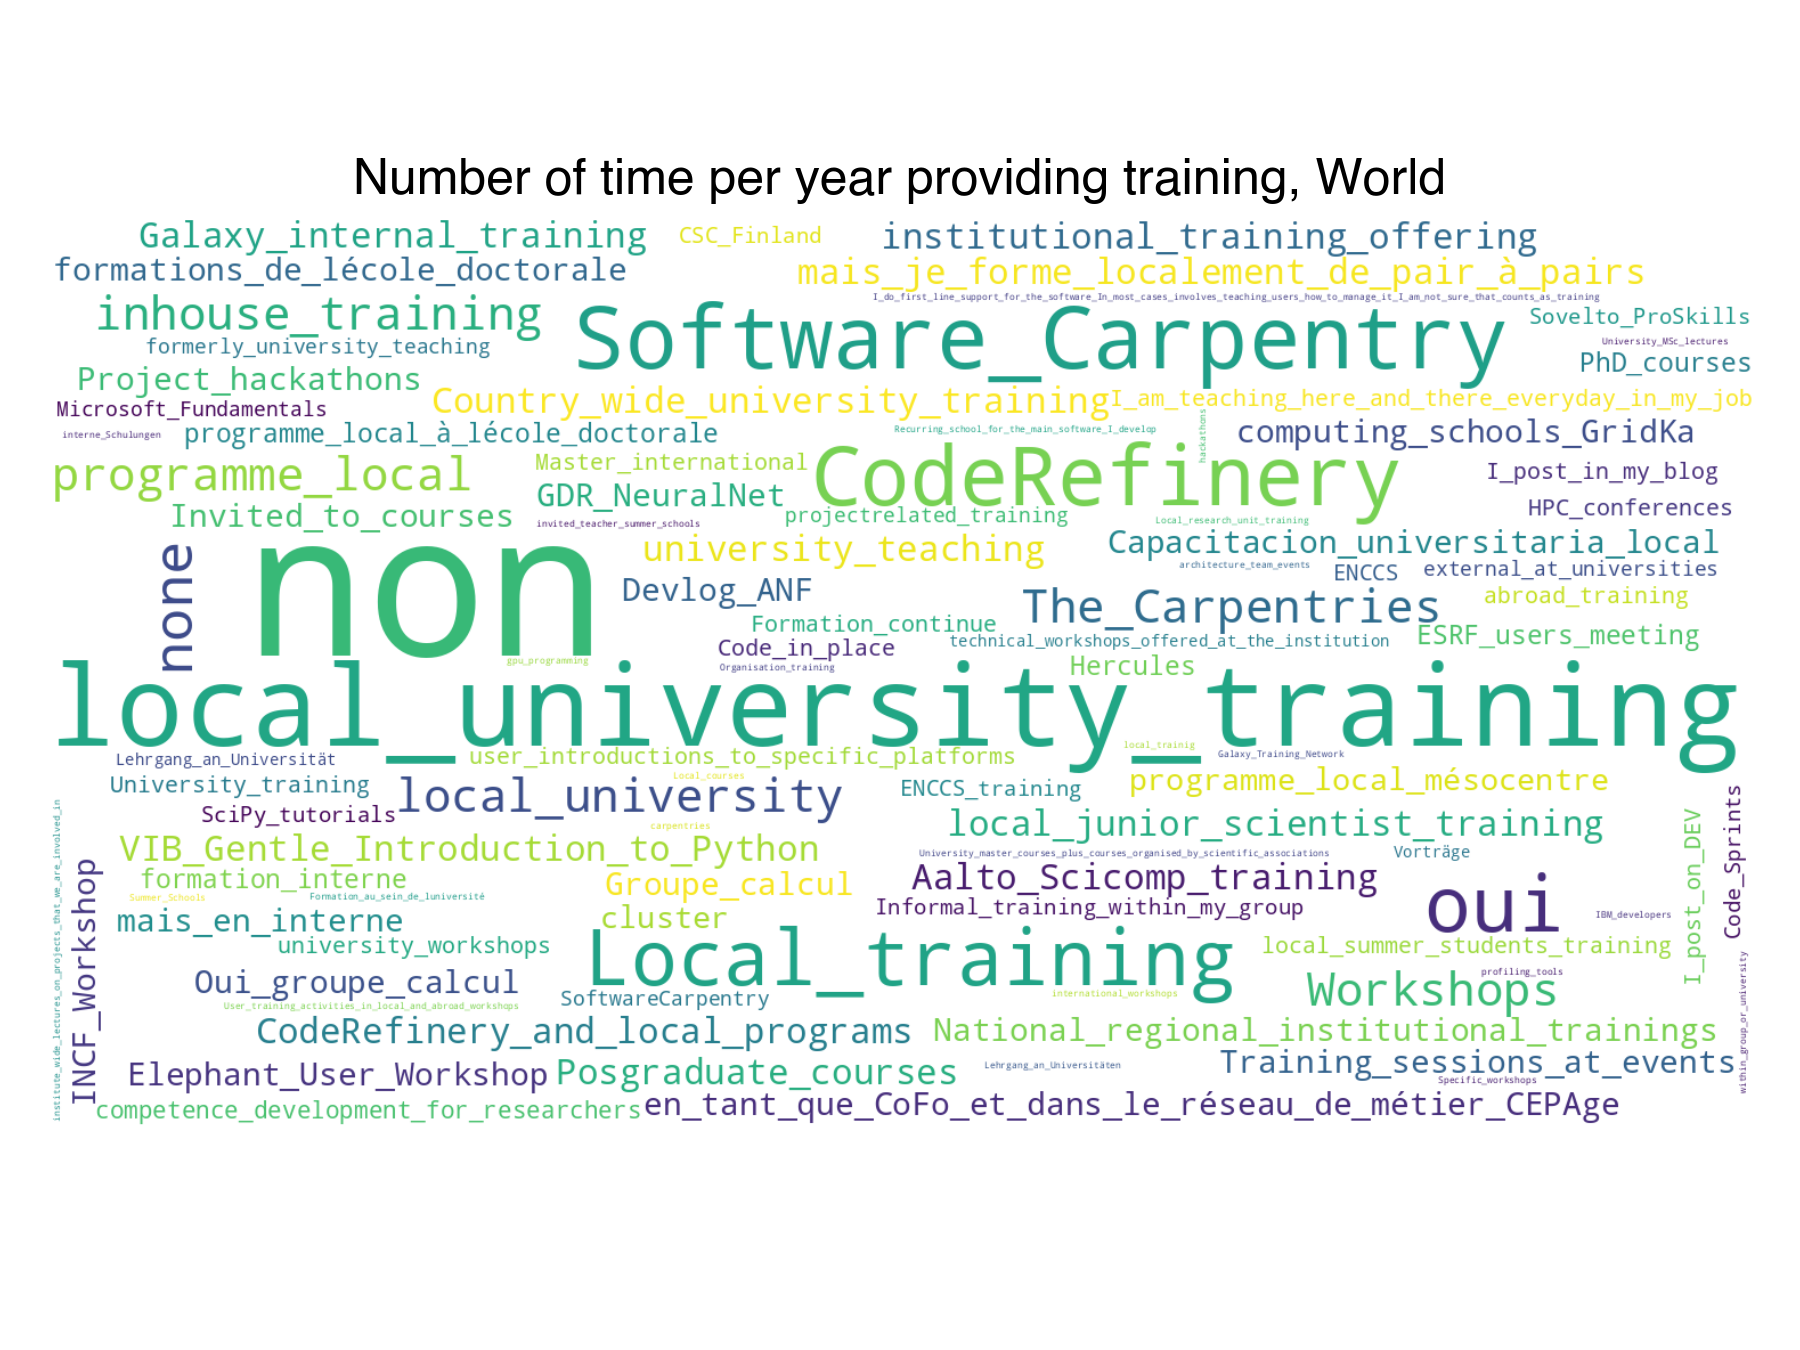 Number of time per year providing training, World
Galaxy_internal_training
CSC_Finland
institutional_training_offering
formations_de_lécole_doctorale
mais_je_forme_localement_de_pair_à_pairs
I_do_first_line_support_for_the_software_In_most_cases_involves_teaching_users_how_to_manage_it_I_am_not_sure_that_counts_as_training
inhouse_training
Software_Carpentry
Sovelto_ProSkills
formerly_university_teaching
University_MSc_lectures
PhD_courses
Project_hackathons
Country_wide_university_training
I_am_teaching_here_and_there_everyday_in_my_job
Microsoft_Fundamentals
interne_Schulungen
programme_local_à_lécole_doctorale
Recurring_school_for_the_main_software_I_develop
hackathons
computing_schools_GridKa
programme_local
Master_international
CodeRefinery
I_post_in_my_blog
GDR_NeuralNet
HPC_conferences
Invited_to_courses
invited_teacher_summer_schools
projectrelated_training
Local_research_unit_training
none
non
university_teaching
Capacitacion_universitaria_local
architecture_team_events
ENCCS
external_at_universities
Devlog_ANF
The_Carpentries
abroad_training
Formation_continue
technical_workshops_offered_at_the_institution
ESRF_users_meeting
Code_in_place
gpu_programming
Organisation_training
Hercules
local_university_training
Lehrgang_an_Universität
user_introductions_to_specific_platforms
local_trainig
Galaxy_Training_Network
University_training
Local_courses
local_university
ENCCS_training
programme_local_mésocentre
SciPy_tutorials
carpentries
local_junior_scientist_training
Code_Sprints
VIB_Gentle_Introduction_to_Python
University_master_courses_plus_courses_organised_by_scientific_associations
Vorträge
I_post_on_DEV
institute_wide_lectures_on_projects_that_we_are_involved_in
INCF_Workshop
formation_interne
Groupe_calcul
Aalto_Scicomp_training
oui
Summer_Schools
Formation_au_sein_de_luniversité
Informal_training_within_my_group
IBM_developers
mais_en_interne
cluster
university_workshops
Local_training
local_summer_students_training
Oui_groupe_calcul
SoftwareCarpentry
international_workshops
profiling_tools
Workshops
within_group_or_university
User_training_activities_in_local_and_abroad_workshops
CodeRefinery_and_local_programs
National_regional_institutional_trainings
Elephant_User_Workshop
Posgraduate_courses
Lehrgang_an_Universitäten
Training_sessions_at_events
Specific_workshops
competence_development_for_researchers
en_tant_que_CoFo_et_dans_le_réseau_de_métier_CEPAge